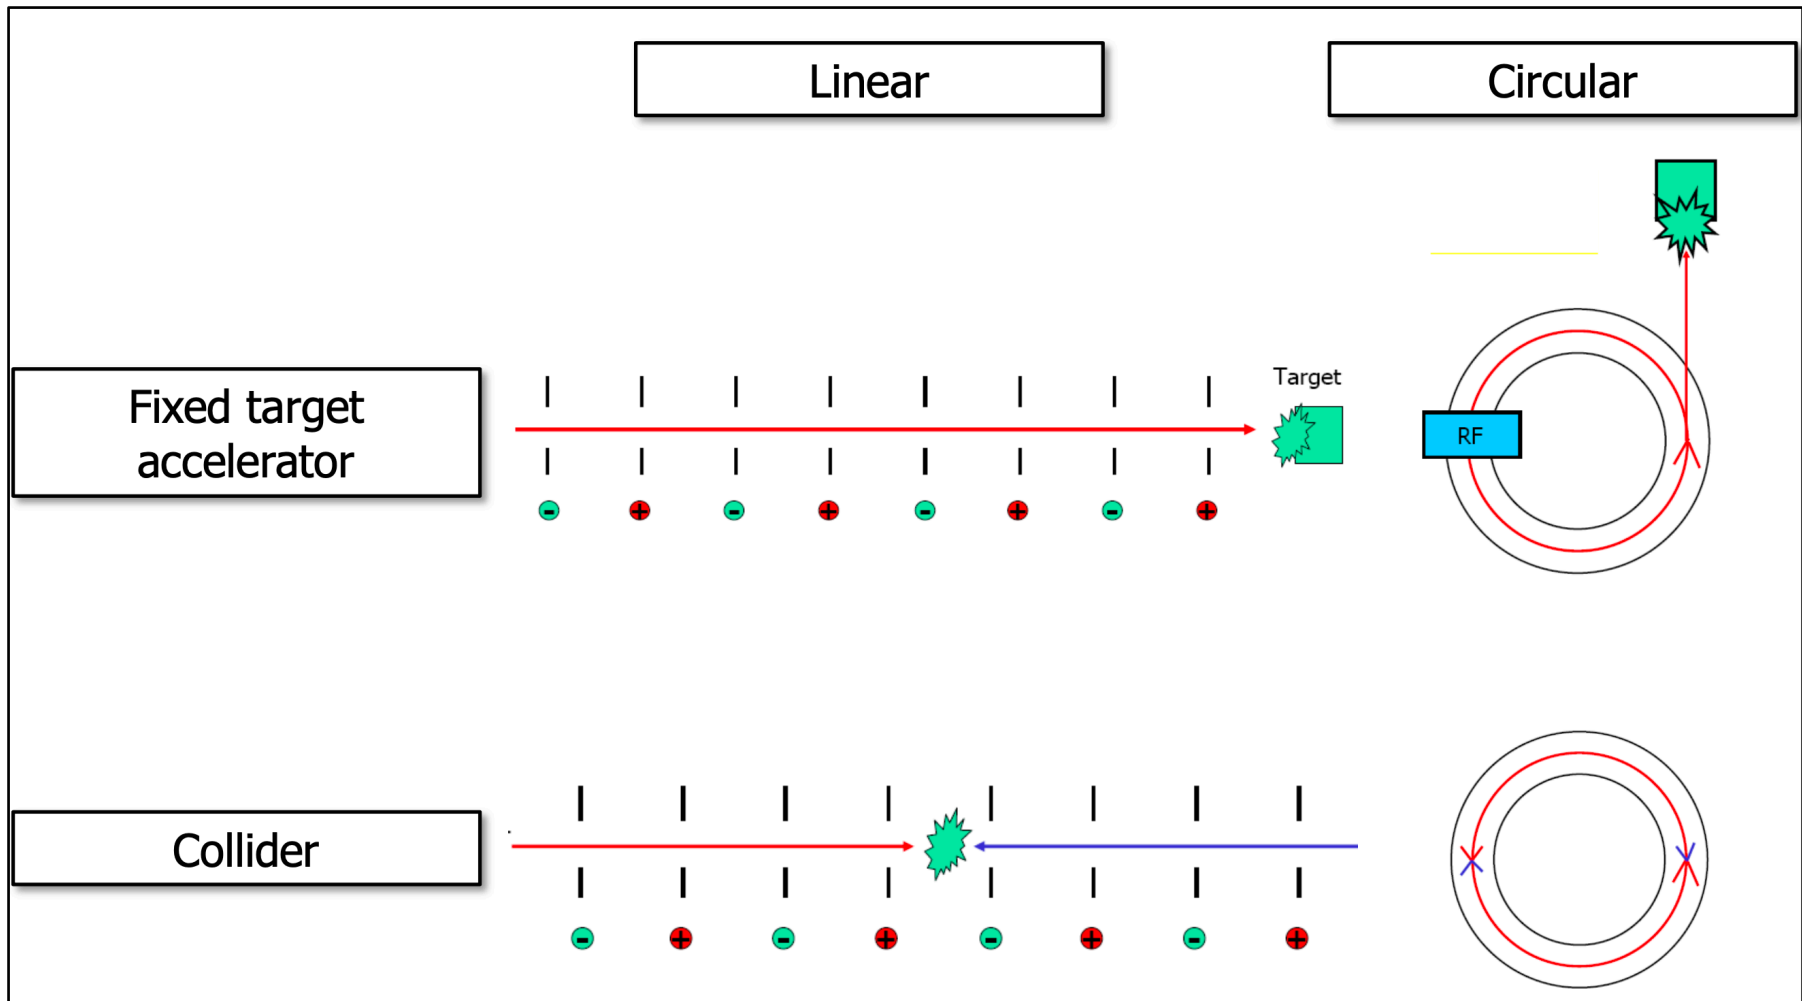 Linear
Circular
Fixed target
accelerator
Target
RF
- + - + - + - +
Collider
- + - + - + - +